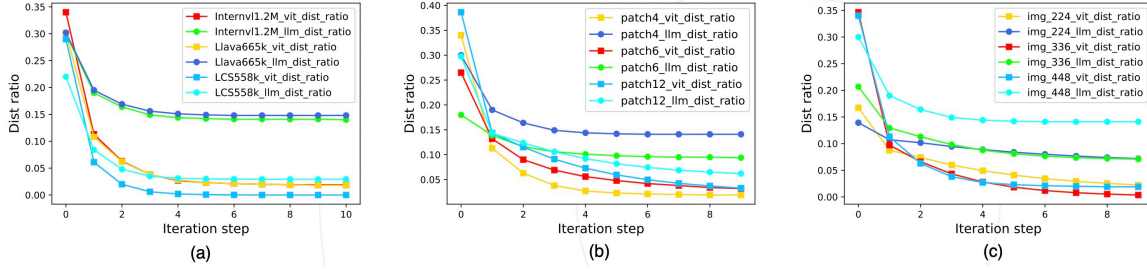 Internvl1.2M_vit_dist_ratio
Internvl1.2M_llm_dist_ratio
Llava665k_vit_dist_ratio
Llava665k_llm_dist_ratio
LCS558k_vit_dist_ratio
LCS558k_llm_dist_ratio
Dist ratio
0.35
0.30
0.25
0.20
0.15
0.10
0.05
0.00
0 2 4 6 8 10
Iteration step
(a)
patch4_vit_dist_ratio
patch4_llm_dist_ratio
patch6_vit_dist_ratio
patch6_llm_dist_ratio
patch12_vit_dist_ratio
patch12_llm_dist_ratio
Dist ratio
0.40
0.35
0.30
0.25
0.20
0.15
0.10
0.05
0 2 4 6 8
Iteration step
(b)
img_224_vit_dist_ratio
img_224_llm_dist_ratio
img_336_vit_dist_ratio
img_336_llm_dist_ratio
img_448_vit_dist_ratio
img_448_llm_dist_ratio
Dist ratio
0.35
0.30
0.25
0.20
0.15
0.10
0.05
0.00
0 2 4 6 8
Iteration step
(c)